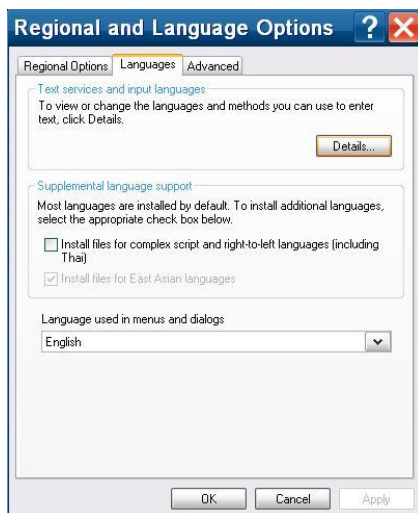 Regional and Language Options
Regional Options Languages Advanced
Text services and input languages
To view or change the languages and methods you can use to enter
text, click Details.
Details...
Supplemental language support
Most languages are installed by default. To install additional languages,
select the appropriate check box below.
Install files for complex script and right-to-left languages (including
Thai)
Install files for East Asian languages
Language used in menus and dialogs
English
OK Cancel Apply